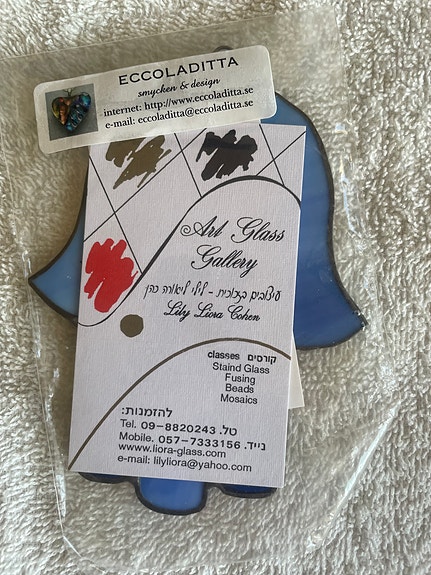 ECCOLADITTA
smycken & design
internet: http://www.eccoladitta.se
e-mail: eccoladitta@eccoladitta.se
Art Glass
Gallery
עיצובים בזכוכית - לילי ליאורה כהן
Lily Liora Cohen
classes קורסים
Staind Glass
Fusing
Beads
Mosaics
להזמנות:
Tel. 09-8820243 טל.
Mobile. 057-7333156 נייד.
www.liora-glass.com
e-mail: lilyliora@yahoo.com